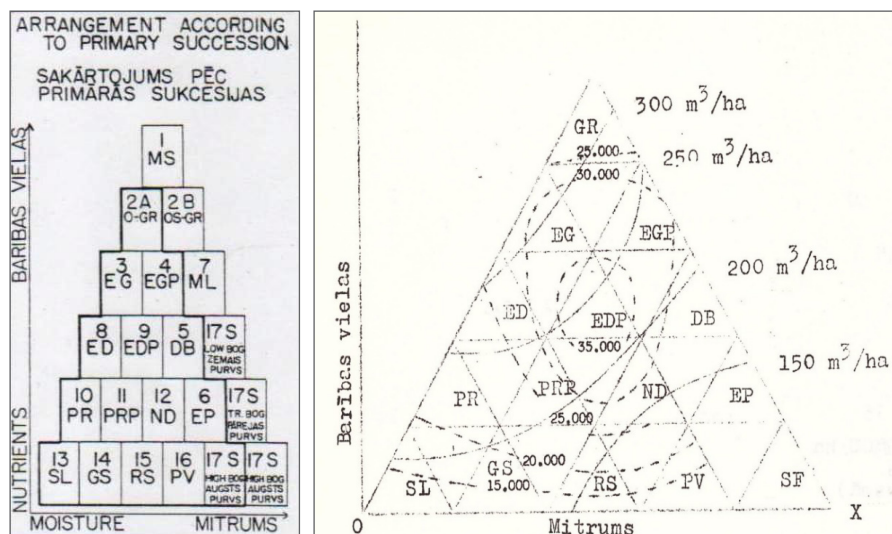 ARRANGEMENT ACCORDING
TO PRIMARY SUCCESSION
SAKĀRTOJUMS PĒC
PRIMĀRĀS SUKCESIJAS
BARĪBAS VIELAS
NUTRIENTS
1
MS
2A 2B
O-GR OS-GR
3 4 7
EG EGP ML
8 9 5 17 S
ED EDP DB LOW BOG
ZEMAIS
PURVS
10 11 12 6 17 S
PR PRP ND EP TR. BOG
PĀREJAS
PURVS
13 14 15 16 17 S 17 S
SL GS RS PV HIGH BOG HIGH BOG
AUGSTS AUGSTS
PURVS PURVS
MOISTURE MITRUMS
Barības vielas
300 m³/ha
GR
25.000
250 m³/ha
30.000
EG EGP
200 m³/ha
ED EDP DB
35.000
150 m³/ha
PR PRP ND EP
25.000
GS 20.000
SL 15.000 RS PV SF
O Mitrums X